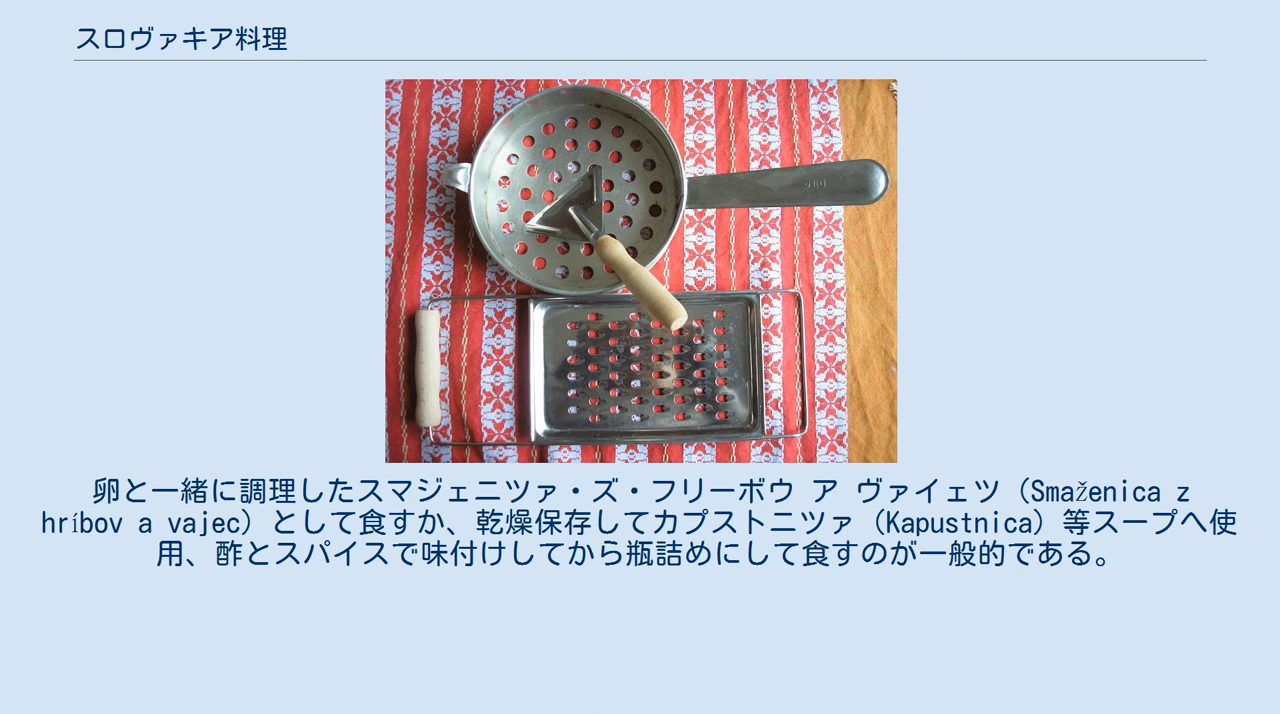 スロヴァキア料理
卵と一緒に調理したスマジェニツァ・ズ・フリーボウ ア ヴァイェツ（Smaženica z
hríbov a vajec）として食すか、乾燥保存してカプストニツァ（Kapustnica）等スープへ使
用、酢とスパイスで味付けしてから瓶詰めにして食すのが一般的である。